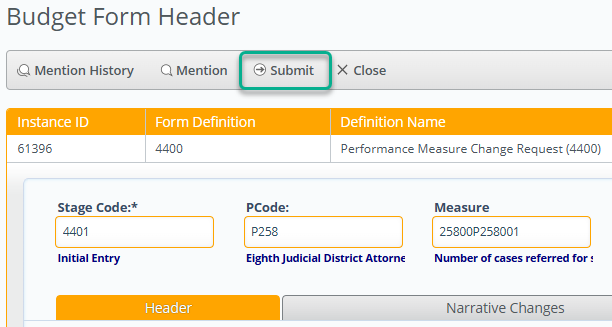 Budget Form Header
Mention History Mention Submit Close
Instance ID Form Definition Definition Name
61396 4400 Performance Measure Change Request (4400)
Stage Code:* PCode: Measure
4401 P258 25800P258001
Initial Entry Eighth Judicial District Attorne Number of cases referred for s
Header Narrative Changes